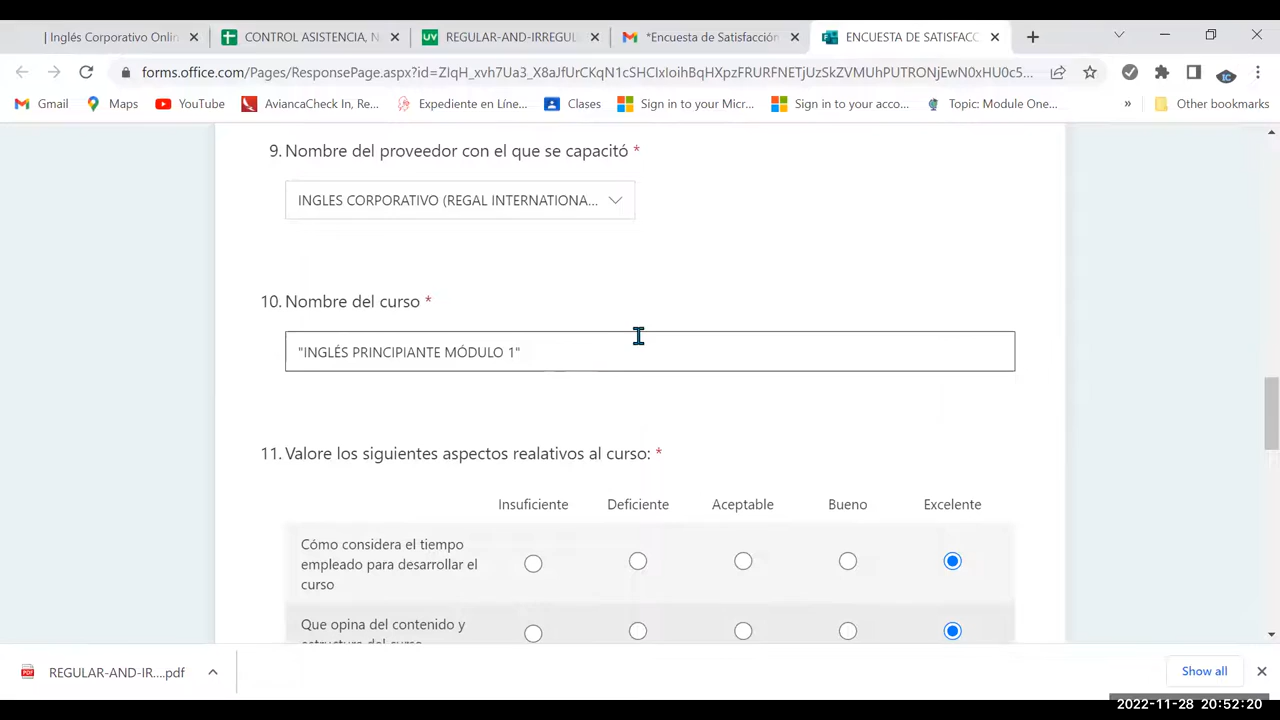 | Inglés Corporativo Onlin
CONTROL ASISTENCIA, N
REGULAR-AND-IRREGUL
*Encuesta de Satisfacción
ENCUESTA DE SATISFACC
forms.office.com/Pages/ResponsePage.aspx?id=ZIqH_xvh7Ua3_X8aJfUrCKqN1cSHClxIoihBqHXpzFRURFNETjUzSkZVMUhPUTRONjEwN0xHU0c5...
Gmail
Maps
YouTube
AviancaCheck In, Re...
Expediente en Líne...
Clases
Sign in to your Micr...
Sign in to your acco...
Topic: Module One...
»
Other bookmarks
9. Nombre del proveedor con el que se capacitó *
INGLES CORPORATIVO (REGAL INTERNATIONA...
10. Nombre del curso *
"INGLÉS PRINCIPIANTE MÓDULO 1"
11. Valore los siguientes aspectos realativos al curso: *
Insuficiente Deficiente Aceptable Bueno Excelente
Cómo considera el tiempo
empleado para desarrollar el
curso
Que opina del contenido y
estructura del curso
REGULAR-AND-IR....pdf
Show all
2022-11-28 20:52:20